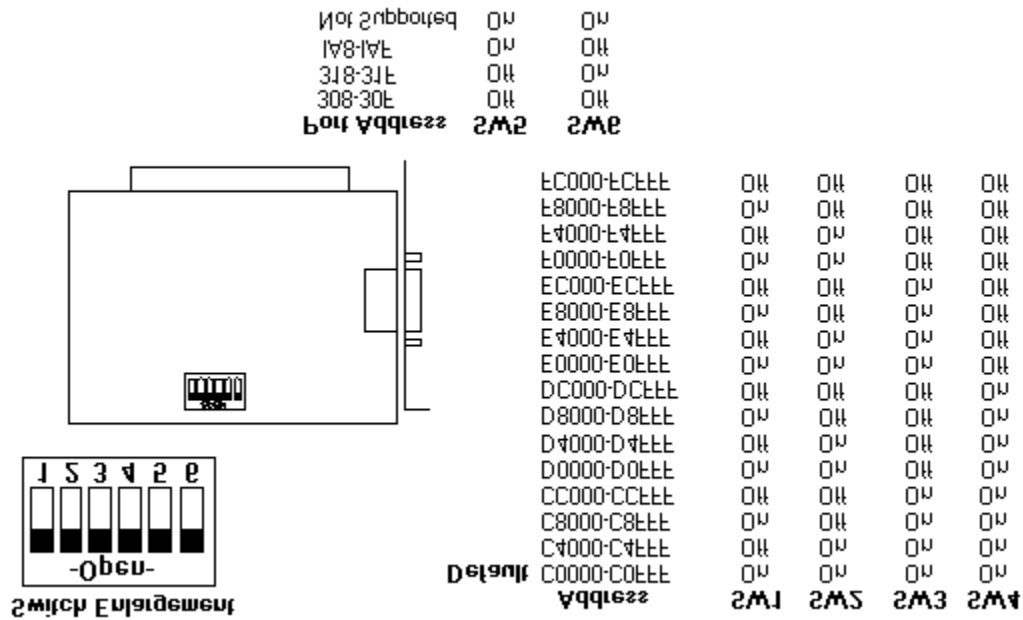 Switch Enlargement
-Open-
1 2 3 4 5 6
Address SW1 SW2 SW3 SW4
Default C0000-C0FFF On On On On
C4000-C4FFF Off On On On
C8000-C8FFF On Off On On
CC000-CCFFF Off Off On On
D0000-D0FFF On On Off On
D4000-D4FFF Off On Off On
D8000-D8FFF On Off Off On
DC000-DCFFF Off Off Off On
E0000-E0FFF On On On Off
E4000-E4FFF Off On On Off
E8000-E8FFF On Off On Off
EC000-ECFFF Off Off On Off
F0000-F0FFF On On Off Off
F4000-F4FFF Off On Off Off
F8000-F8FFF On Off Off Off
FC000-FCFFF Off Off Off Off
Port Address SW5 SW6
308-30F Off Off
318-31F Off On
IA8-IAF On Off
Not Supported On On